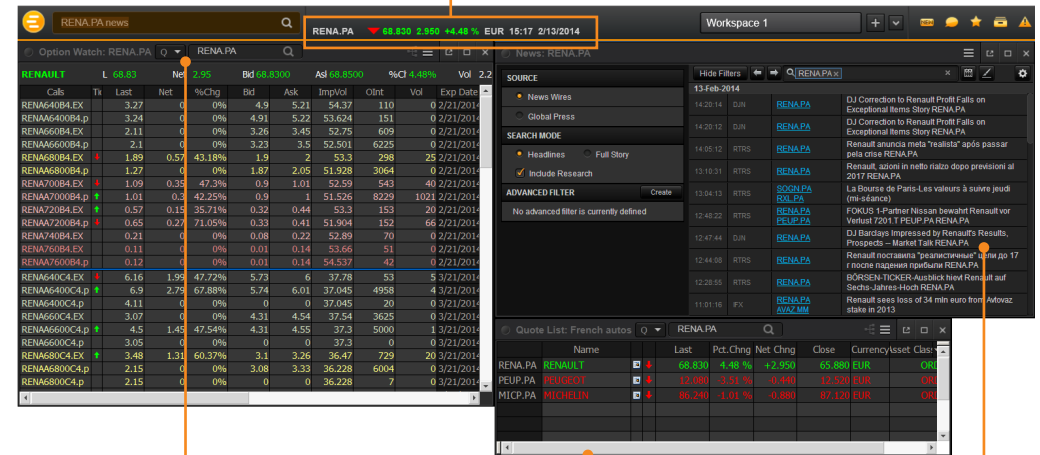 RENA.PA news
RENA.PA 68.830 2.950 +4.48 % EUR 15:17 2/13/2014
Workspace 1
NEW
Option Watch: RENA.PA Q RENA.PA
RENAULT L 68.83 Net 2.95 Bid 68.8300 Asl 68.8500 %Cl 4.48% Vol 2.2
Calls Tic Last Net %Chg Bid Ask ImpVol OInt Vol Exp Date
RENA640B4.EX 3.27 0 0% 4.9 5.21 54.37 110 0 2/21/2014
RENAA6400B4.p 3.24 0 0% 4.91 5.22 53.624 151 0 2/21/2014
RENA660B4.EX 2.11 0 0% 3.26 3.45 52.75 609 0 2/21/2014
RENAA6600B4.p 2.1 0 0% 3.23 3.5 52.501 6225 0 2/21/2014
RENA680B4.EX 1.89 0.57 43.18% 1.9 2 53.3 298 25 2/21/2014
RENAA6800B4.p 1.27 0 0% 1.87 2.05 51.928 3064 0 2/21/2014
RENA700B4.EX 1.09 0.35 47.3% 0.9 1.01 52.59 543 40 2/21/2014
RENAA7000B4.p 1.01 0.3 42.25% 0.9 1 51.526 8229 1021 2/21/2014
RENA720B4.EX 0.57 0.15 35.71% 0.32 0.44 53.3 153 20 2/21/2014
RENAA7200B4.p 0.65 0.27 71.05% 0.33 0.41 51.904 152 66 2/21/2014
RENA740B4.EX 0.21 0 0% 0.08 0.22 52.89 70 0 2/21/2014
RENA760B4.EX 0.11 0 0% 0.01 0.14 53.66 51 0 2/21/2014
RENAA7600B4.p 0.12 0 0% 0.01 0.14 54.537 42 0 2/21/2014
RENA640C4.EX 6.16 1.99 47.72% 5.73 6 37.78 53 5 3/21/2014
RENAA6400C4.p 6.9 2.79 67.88% 5.74 6.01 37.045 4958 4 3/21/2014
RENA6400C4.p 4.11 0 0% 0 0 37.045 20 0 3/21/2014
RENA660C4.EX 3.07 0 0% 4.31 4.54 37.54 3625 0 3/21/2014
RENAA6600C4.p 4.5 1.45 47.54% 4.31 4.55 37.3 5000 1 3/21/2014
RENA6600C4.p 3.05 0 0% 0 0 37.3 0 0 3/21/2014
RENA680C4.EX 3.48 1.31 60.37% 3.1 3.26 36.47 729 20 3/21/2014
RENAA6800C4.p 2.15 0 0% 3.08 3.33 36.228 6004 0 3/21/2014
RENA6800C4.p 2.15 0 0% 0 0 36.228 7 0 3/21/2014
News: RENA.PA
SOURCE
News Wires
Global Press
SEARCH MODE
Headlines Full Story
Include Research
ADVANCED FILTER Create
No advanced filter is currently defined
Hide Filters RENA.PA x
13-Feb-2014
14:20:14 DJN RENA.PA DJ Correction to Renault Profit Falls on
Exceptional Items Story RENA.PA
14:20:12 DJN RENA.PA DJ Correction to Renault Profit Falls on
Exceptional Items Story RENA.PA
14:05:12 RTRS RENA.PA Renault anuncia meta "realista" após passar
pela crise RENA.PA
13:10:31 RTRS RENA.PA Renault, azioni in netto rialzo dopo previsioni al
2017 RENA.PA
13:04:13 RTRS SOGN.PA La Bourse de Paris-Les valeurs à suivre jeudi
RXL.PA (mi-séance)
12:48:22 RTRS RENA.PA FOKUS 1-Partner Nissan bewahrt Renault vor
PEUP.PA Verlust 7201.T PEUP.PA RENA.PA
12:47:44 DJN RENA.PA DJ Barclays Impressed by Renault's Results,
Prospects -- Market Talk RENA.PA
12:44:08 RTRS RENA.PA Renault поставила "реалистичные" цели до 17
г после падения прибыли RENA.PA
12:28:55 RTRS RENA.PA BÖRSEN-TICKER-Ausblick hievt Renault auf
Sechs-Jahres-Hoch RENA.PA
11:01:16 IFX RENA.PA Renault sees loss of 34 mln euro from Avtovaz
AVAZ.MM stake in 2013
Quote List: French autos Q RENA.PA
Name Last Pct.Chng Net Chng Close Currency Asset Clas
RENA.PA RENAULT 68.830 4.48 % +2.950 65.880 EUR ORD
PEUP.PA PEUGEOT 12.080 -3.51 % -0.440 12.520 EUR ORD
MICP.PA MICHELIN 86.240 -1.01 % -0.880 87.120 EUR ORD